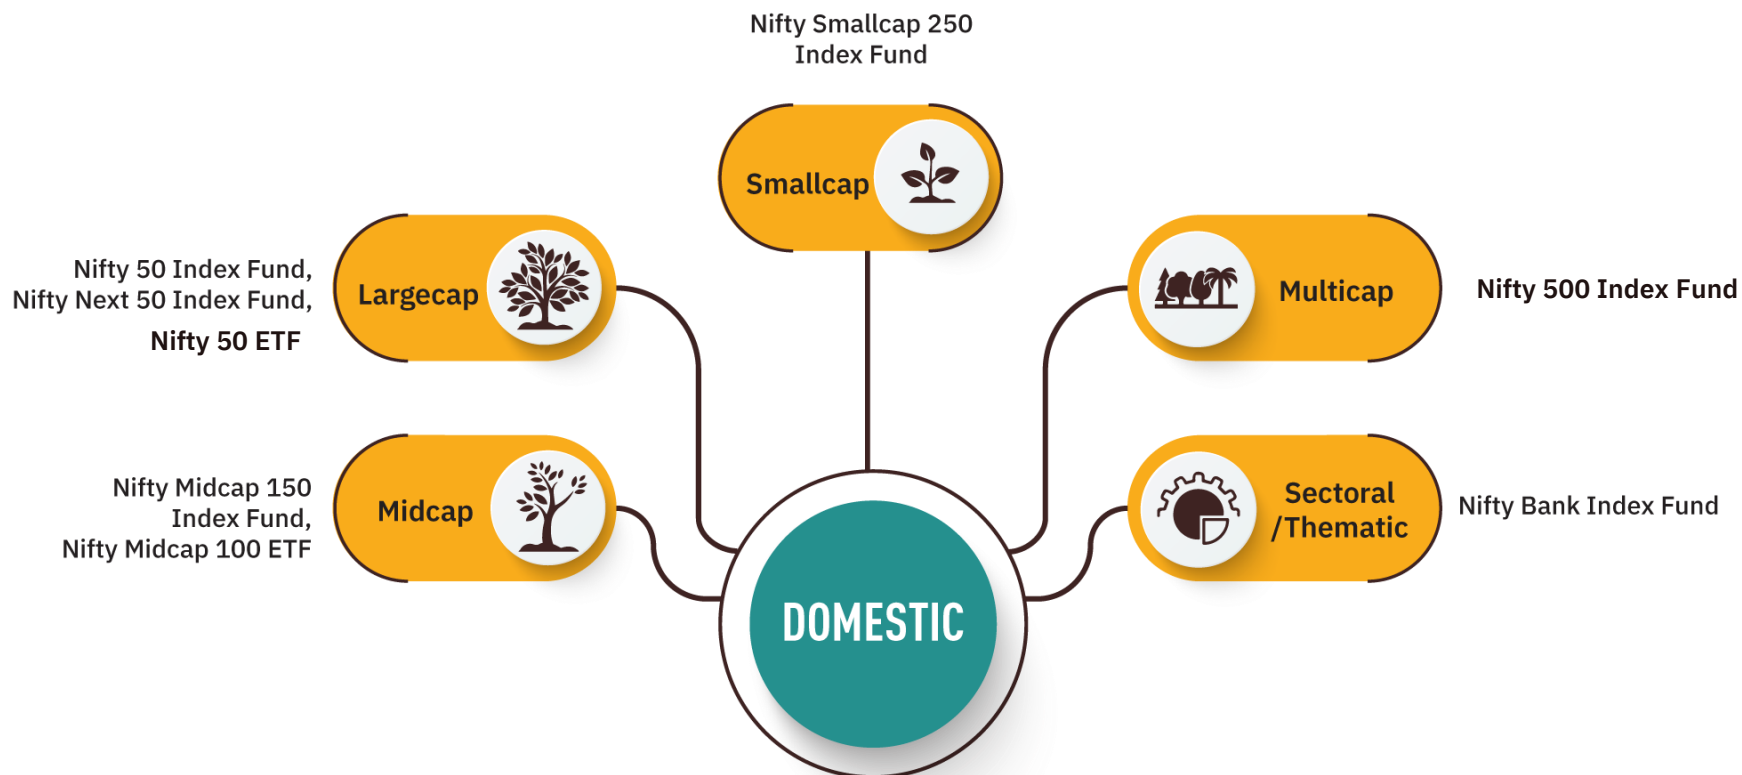 Nifty Smallcap 250
Index Fund
Smallcap
Nifty 50 Index Fund,
Nifty Next 50 Index Fund,
Nifty 50 ETF
Largecap
Multicap
Nifty 500 Index Fund
Nifty Midcap 150
Index Fund,
Nifty Midcap 100 ETF
Midcap
Sectoral
/Thematic
Nifty Bank Index Fund
DOMESTIC